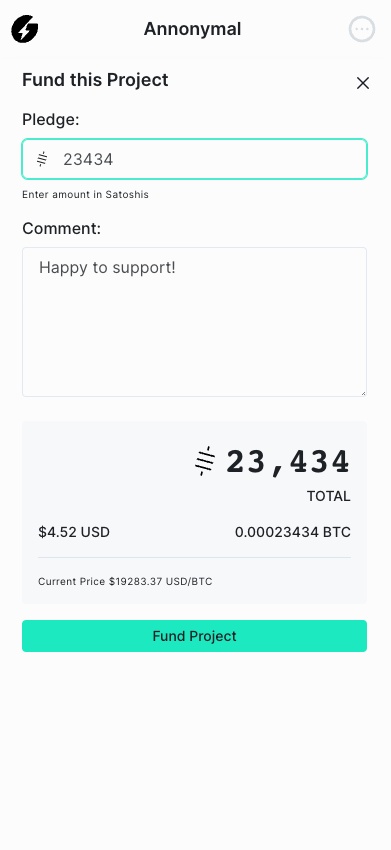 Annonymal
Fund this Project
Pledge:
23434
Enter amount in Satoshis
Comment:
Happy to support!
23,434
TOTAL
$4.52 USD 0.00023434 BTC
Current Price $19283.37 USD/BTC
Fund Project